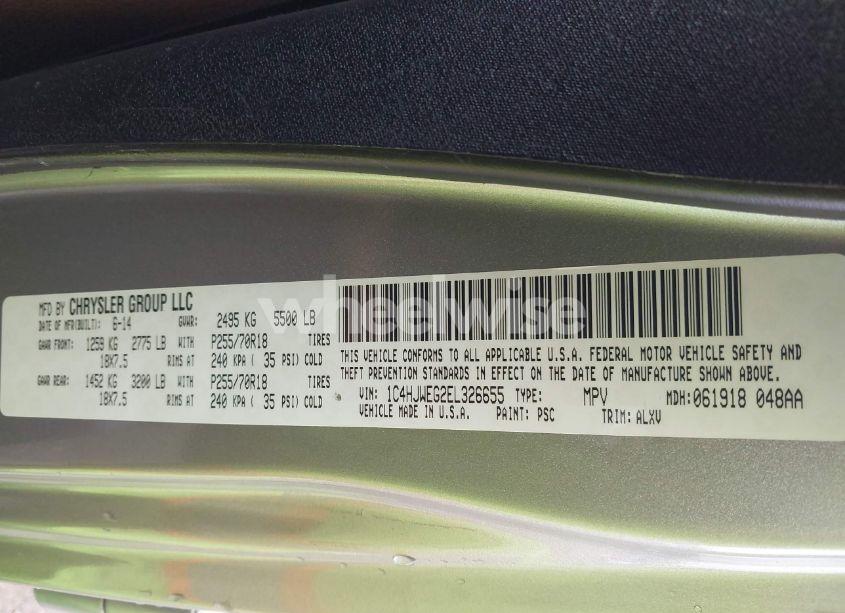 MFD BY CHRYSLER GROUP LLC
DATE OF MFR(BUILT): 6-14 GVWR: 2495 KG 5500 LB
GAWR FRONT: 1259 KG 2775 LB WITH P255/70R18 TIRES
18X7.5 RIMS AT 240 KPA ( 35 PSI) COLD
GAWR REAR: 1452 KG 3200 LB WITH P255/70R18 TIRES
18X7.5 RIMS AT 240 KPA ( 35 PSI) COLD
THIS VEHICLE CONFORMS TO ALL APPLICABLE U.S.A. FEDERAL MOTOR VEHICLE SAFETY AND
THEFT PREVENTION STANDARDS IN EFFECT ON THE DATE OF MANUFACTURE SHOWN ABOVE.
VIN: 1C4HJWEG2EL326655 TYPE: MPV MDH: 061918 048AA
VEHICLE MADE IN U.S.A. PAINT: PSC TRIM: ALXV
wheelwise